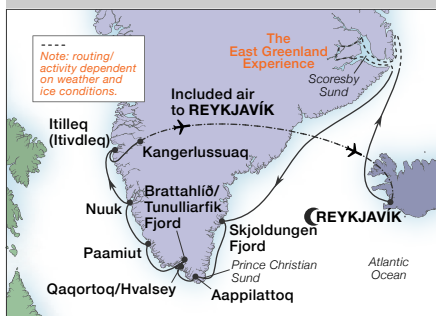 Note: routing/
activity dependent
on weather and
ice conditions.
The
East Greenland
Experience
Scoresby
Sund
Included air
to REYKJAVÍK
Itilleq
(Itivdleq)
Kangerlussuaq
Brattahlíð/
Tunulliarfik
Fjord
Nuuk
REYKJAVÍK
Skjoldungen
Fjord
Paamiut
Prince Christian
Sund
Atlantic
Ocean
Qaqortoq/Hvalsey
Aappilattoq